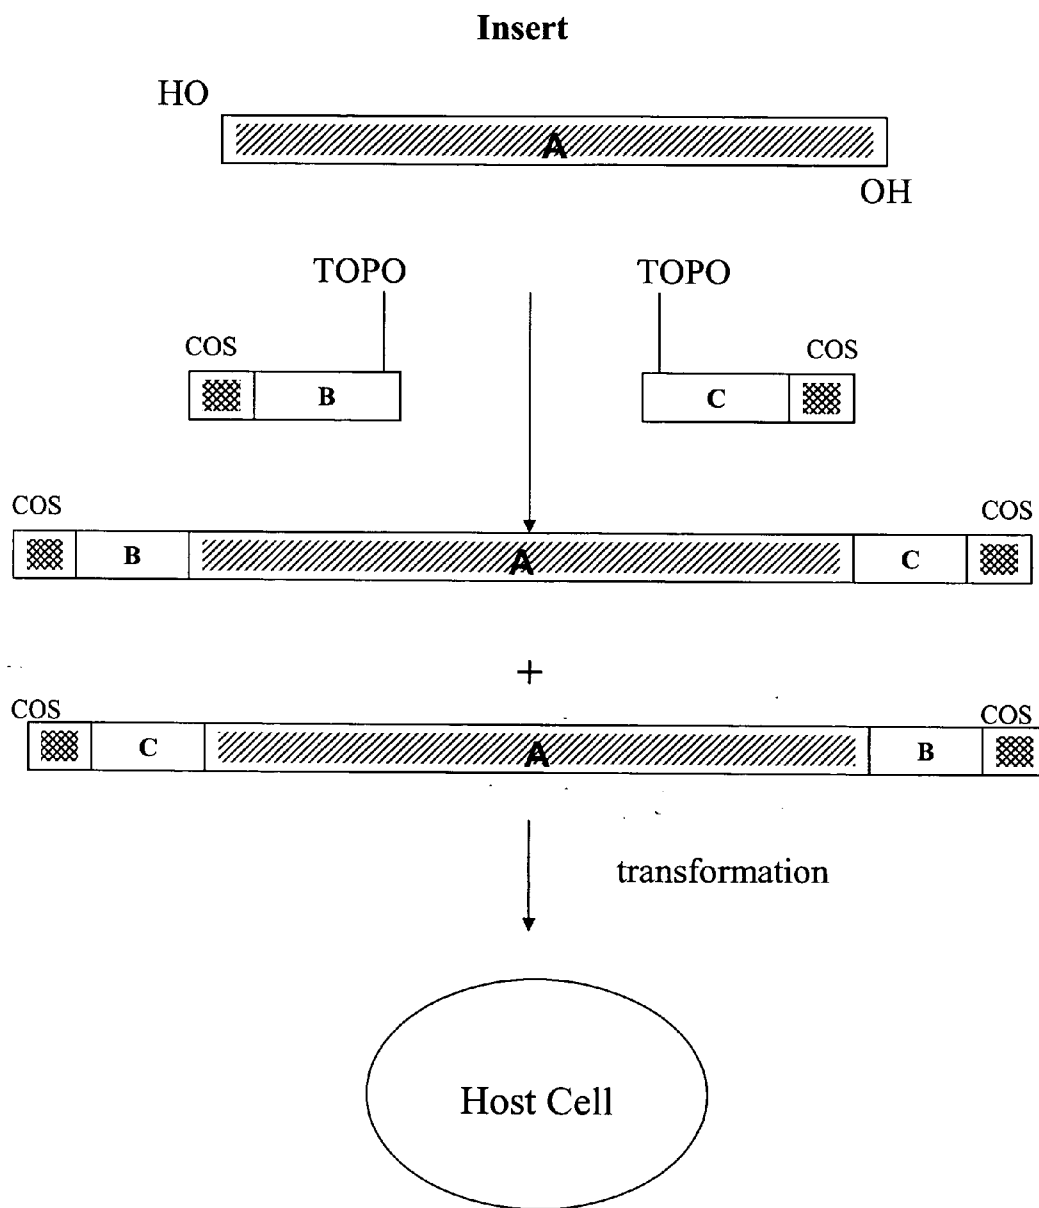 Insert
HO
A
OH
TOPO TOPO
COS COS
B C
COS COS
B A C
+
COS COS
C A B
transformation
Host Cell